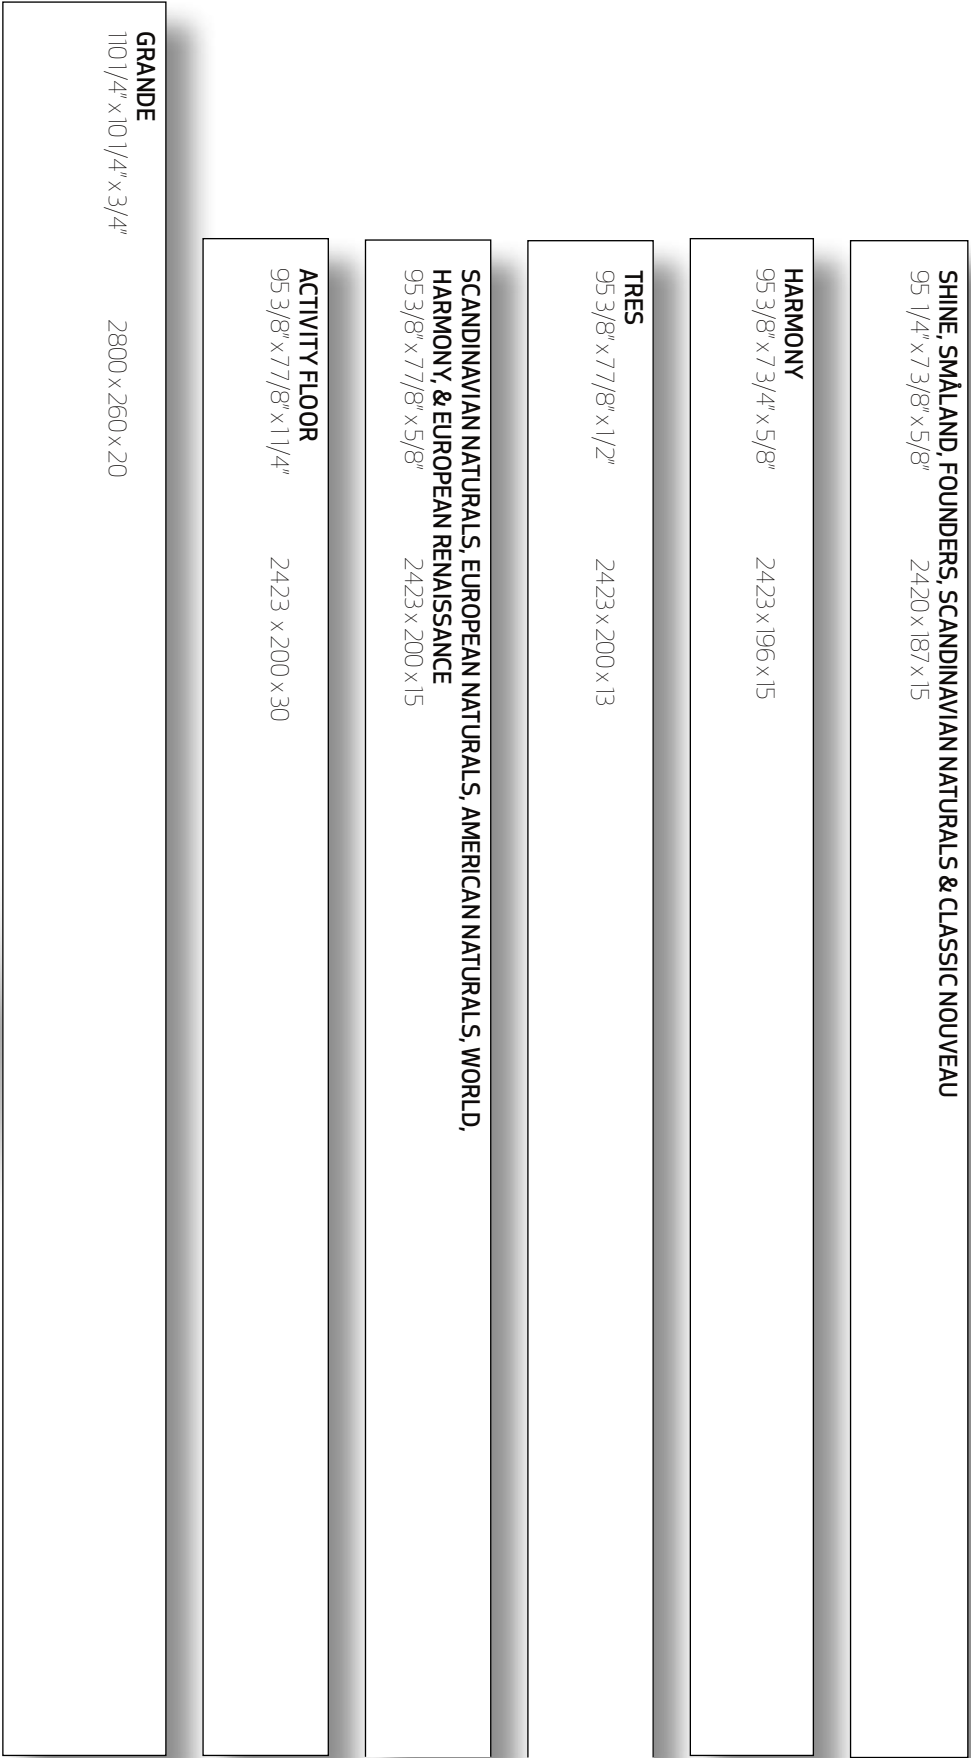 SHINE, SMÅLAND, FOUNDERS, SCANDINAVIAN NATURALS & CLASSIC NOUVEAU
95 1/4" x 7 3/8" x 5/8" 2420 x 187 x 15
HARMONY
95 3/8" x 7 3/4" x 5/8" 2423 x 196 x 15
TRES
95 3/8" x 7 7/8" x 1/2" 2423 x 200 x 13
SCANDINAVIAN NATURALS, EUROPEAN NATURALS, AMERICAN NATURALS, WORLD,
HARMONY, & EUROPEAN RENAISSANCE
95 3/8" x 7 7/8" x 5/8" 2423 x 200 x 15
ACTIVITY FLOOR
95 3/8" x 7 7/8" x 1 1/4" 2423 x 200 x 30
GRANDE
110 1/4" x 10 1/4" x 3/4" 2800 x 260 x 20